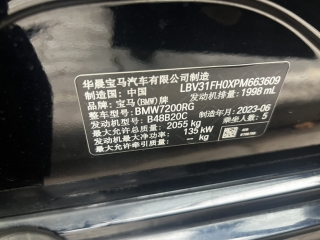 华晨宝马汽车有限公司制造
制造国:中国 LBV31FH0XPM663609
品牌:宝马(BMW)牌 发动机排量:1998 mL
整车型号:BMW7200RG
发动机型号:B48B20C 制造年月:2023-06
最大允许总质量:2055 kg 乘坐人数:5
发动机最大净功率:135 kW
最大允许牵引质量:-- kg